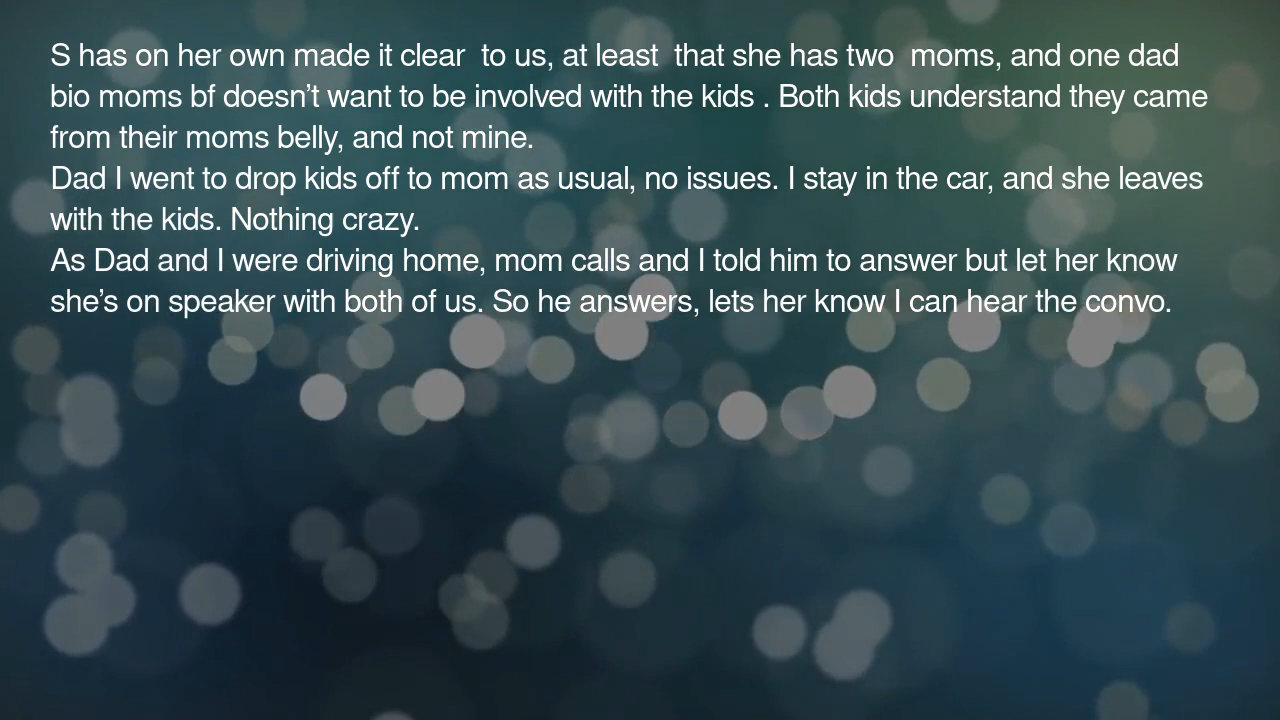 S has on her own made it clear  to us, at least  that she has two  moms, and one dad
bio moms bf doesn’t want to be involved with the kids . Both kids understand they came
from their moms belly, and not mine.
Dad I went to drop kids off to mom as usual, no issues. I stay in the car, and she leaves
with the kids. Nothing crazy.
As Dad and I were driving home, mom calls and I told him to answer but let her know
she’s on speaker with both of us. So he answers, lets her know I can hear the convo.